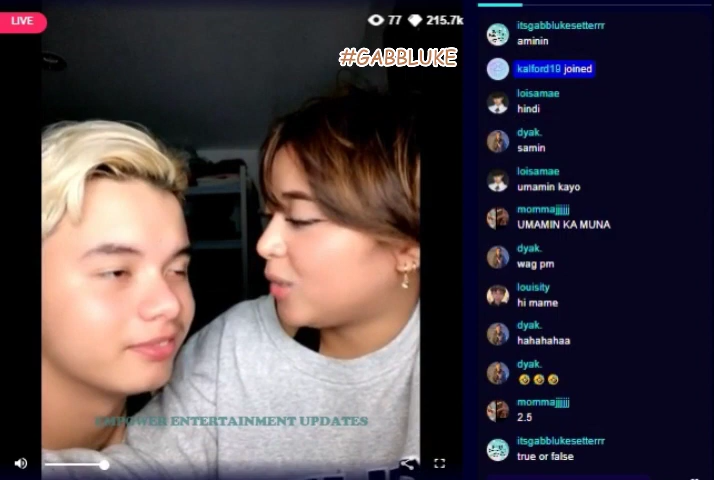 LIVE
77 215.7k
#GABBLUKE
ENTERTAINMENT UPDATES
itsgabblukesetterrr
aminin
kalford19 joined
loisamae
hindi
dyak.
samin
loisamae
umamin kayo
mommajjjjjj
UMAMIN KA MUNA
dyak.
wag pm
louisity
hi mame
dyak.
hahahahaa
dyak.
🤣🤣🤣
mommajjjjjj
2.5
itsgabblukesetterrr
true or false